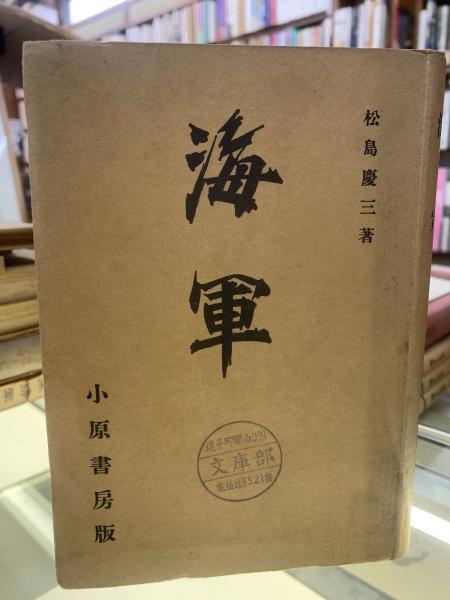 松島慶三著
海軍
小原書房版
文庫部